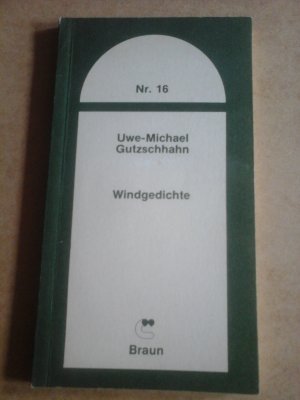 Nr. 16
Uwe-Michael
Gutzschhahn
Windgedichte
Braun